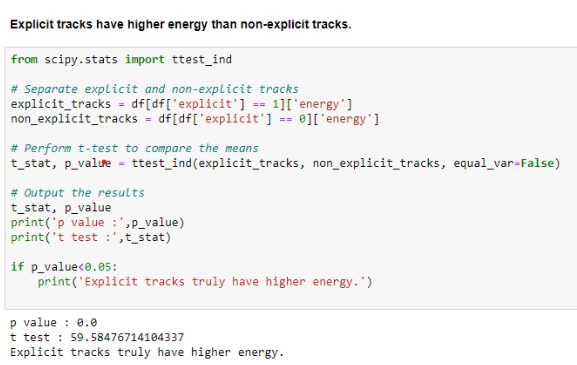 Explicit tracks have higher energy than non-explicit tracks.
from scipy.stats import ttest_ind
# Separate explicit and non-explicit tracks
explicit_tracks = df[df['explicit'] == 1]['energy']
non_explicit_tracks = df[df['explicit'] == 0]['energy']
# Perform t-test to compare the means
t_stat, p_value = ttest_ind(explicit_tracks, non_explicit_tracks, equal_var=False)
# Output the results
t_stat, p_value
print('p value :',p_value)
print('t test :',t_stat)
if p_value<0.05:
    print('Explicit tracks truly have higher energy.')
p value : 0.0
t test : 59.58476714104337
Explicit tracks truly have higher energy.